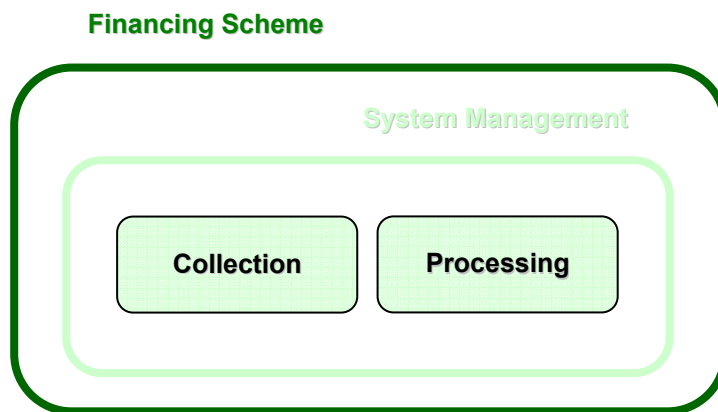 Financing Scheme
System Management
Collection
Processing